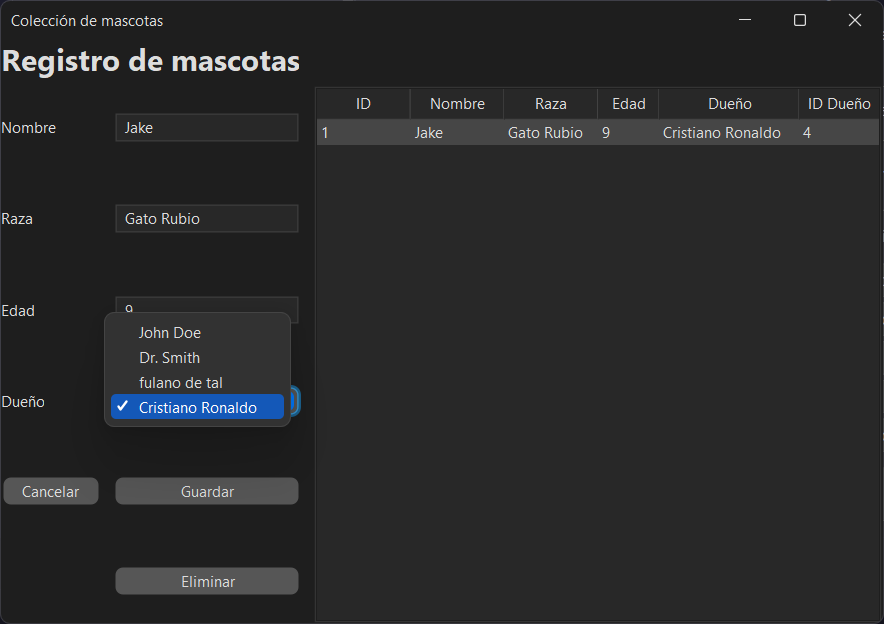 Colección de mascotas
Registro de mascotas
Nombre
Jake
Raza
Gato Rubio
Edad
9
Dueño
John Doe
Dr. Smith
fulano de tal
Cristiano Ronaldo
Cancelar
Guardar
Eliminar
ID Nombre Raza Edad Dueño ID Dueño
1 Jake Gato Rubio 9 Cristiano Ronaldo 4